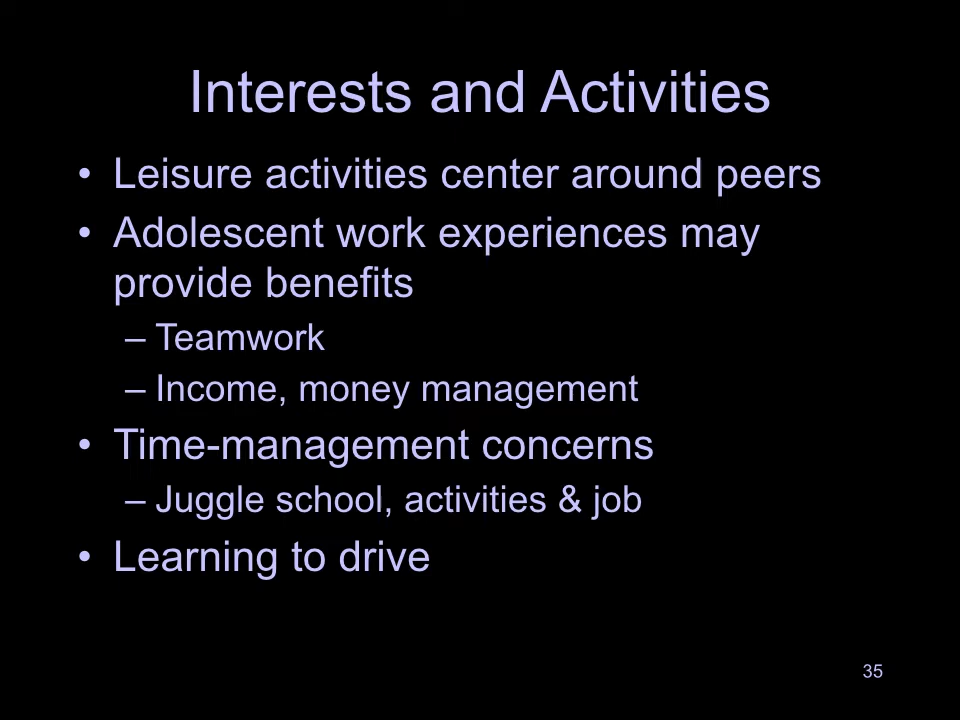 Interests and Activities
• Leisure activities center around peers
• Adolescent work experiences may
provide benefits
– Teamwork
– Income, money management
• Time-management concerns
– Juggle school, activities & job
• Learning to drive
35